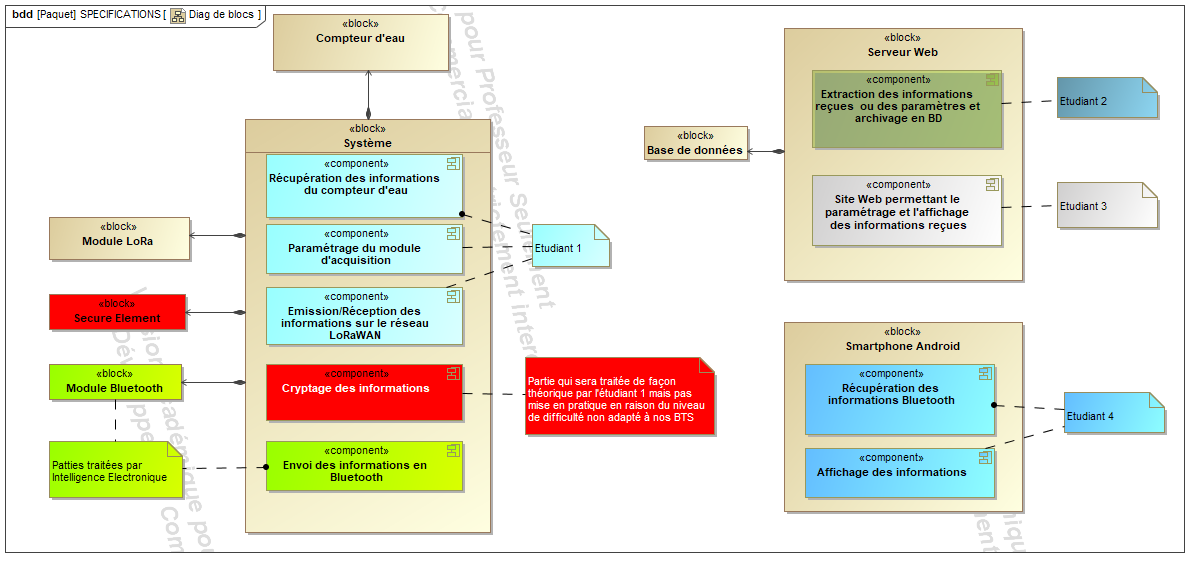 bdd [Paquet] SPECIFICATIONS [ Diag de blocs ]
«block»
Compteur d'eau
«block»
Système
«component»
Récupération des informations
du compteur d'eau
«component»
Paramétrage du module
d'acquisition
«component»
Emission/Réception des
informations sur le réseau
LoRaWAN
«component»
Cryptage des informations
«component»
Envoi des informations en
Bluetooth
«block»
Module LoRa
«block»
Secure Element
«block»
Module Bluetooth
Patties traitées par
Intelligence Electronique
Etudiant 1
Partie qui sera traitée de façon
théorique par l'étudiant 1 mais pas
mise en pratique en raison du niveau
de difficulté non adapté à nos BTS
«block»
Base de données
«block»
Serveur Web
«component»
Extraction des informations
reçues ou des paramètres et
archivage en BD
«component»
Site Web permettant le
paramétrage et l'affichage
des informations reçues
Etudiant 2
Etudiant 3
«block»
Smartphone Android
«component»
Récupération des
informations Bluetooth
«component»
Affichage des informations
Etudiant 4
pour Professeur Seulement